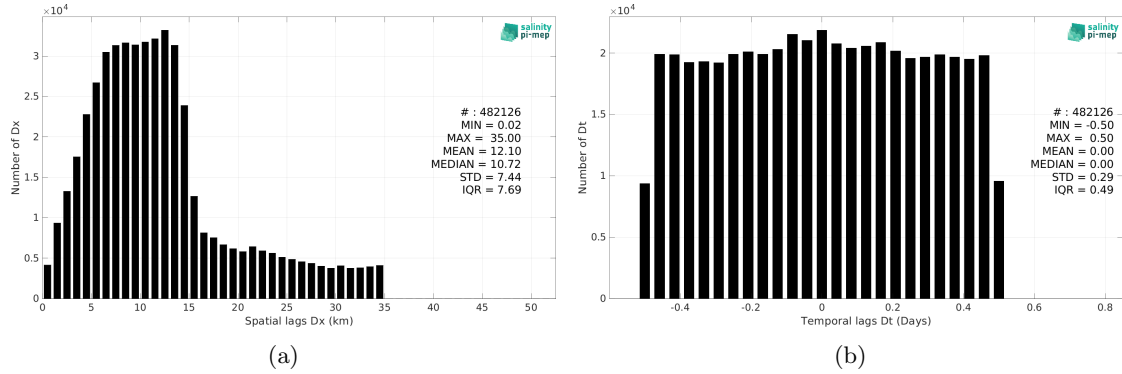 ×10⁴
3
2.5
2
1.5
1
0.5
0
Number of Dx
0 5 10 15 20 25 30 35 40 45 50
Spatial lags Dx (km)
salinity
pi-mep
# : 482126
MIN = 0.02
MAX = 35.00
MEAN = 12.10
MEDIAN = 10.72
STD = 7.44
IQR = 7.69
(a)
×10⁴
2
1.5
1
0.5
0
Number of Dt
-0.4 -0.2 0 0.2 0.4 0.6 0.8
Temporal lags Dt (Days)
salinity
pi-mep
# : 482126
MIN = -0.50
MAX = 0.50
MEAN = 0.00
MEDIAN = 0.00
STD = 0.29
IQR = 0.49
(b)